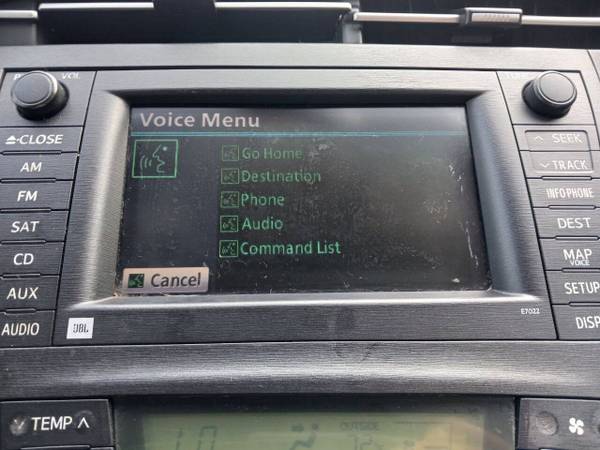 VOL
CLOSE
AM
FM
SAT
CD
AUX
AUDIO
JBL
Voice Menu
Go Home
Destination
Phone
Audio
Command List
Cancel
E7022
SEEK
TRACK
INFO PHONE
DEST
MAP
VOICE
SETUP
DISP
TEMP
OUTSIDE